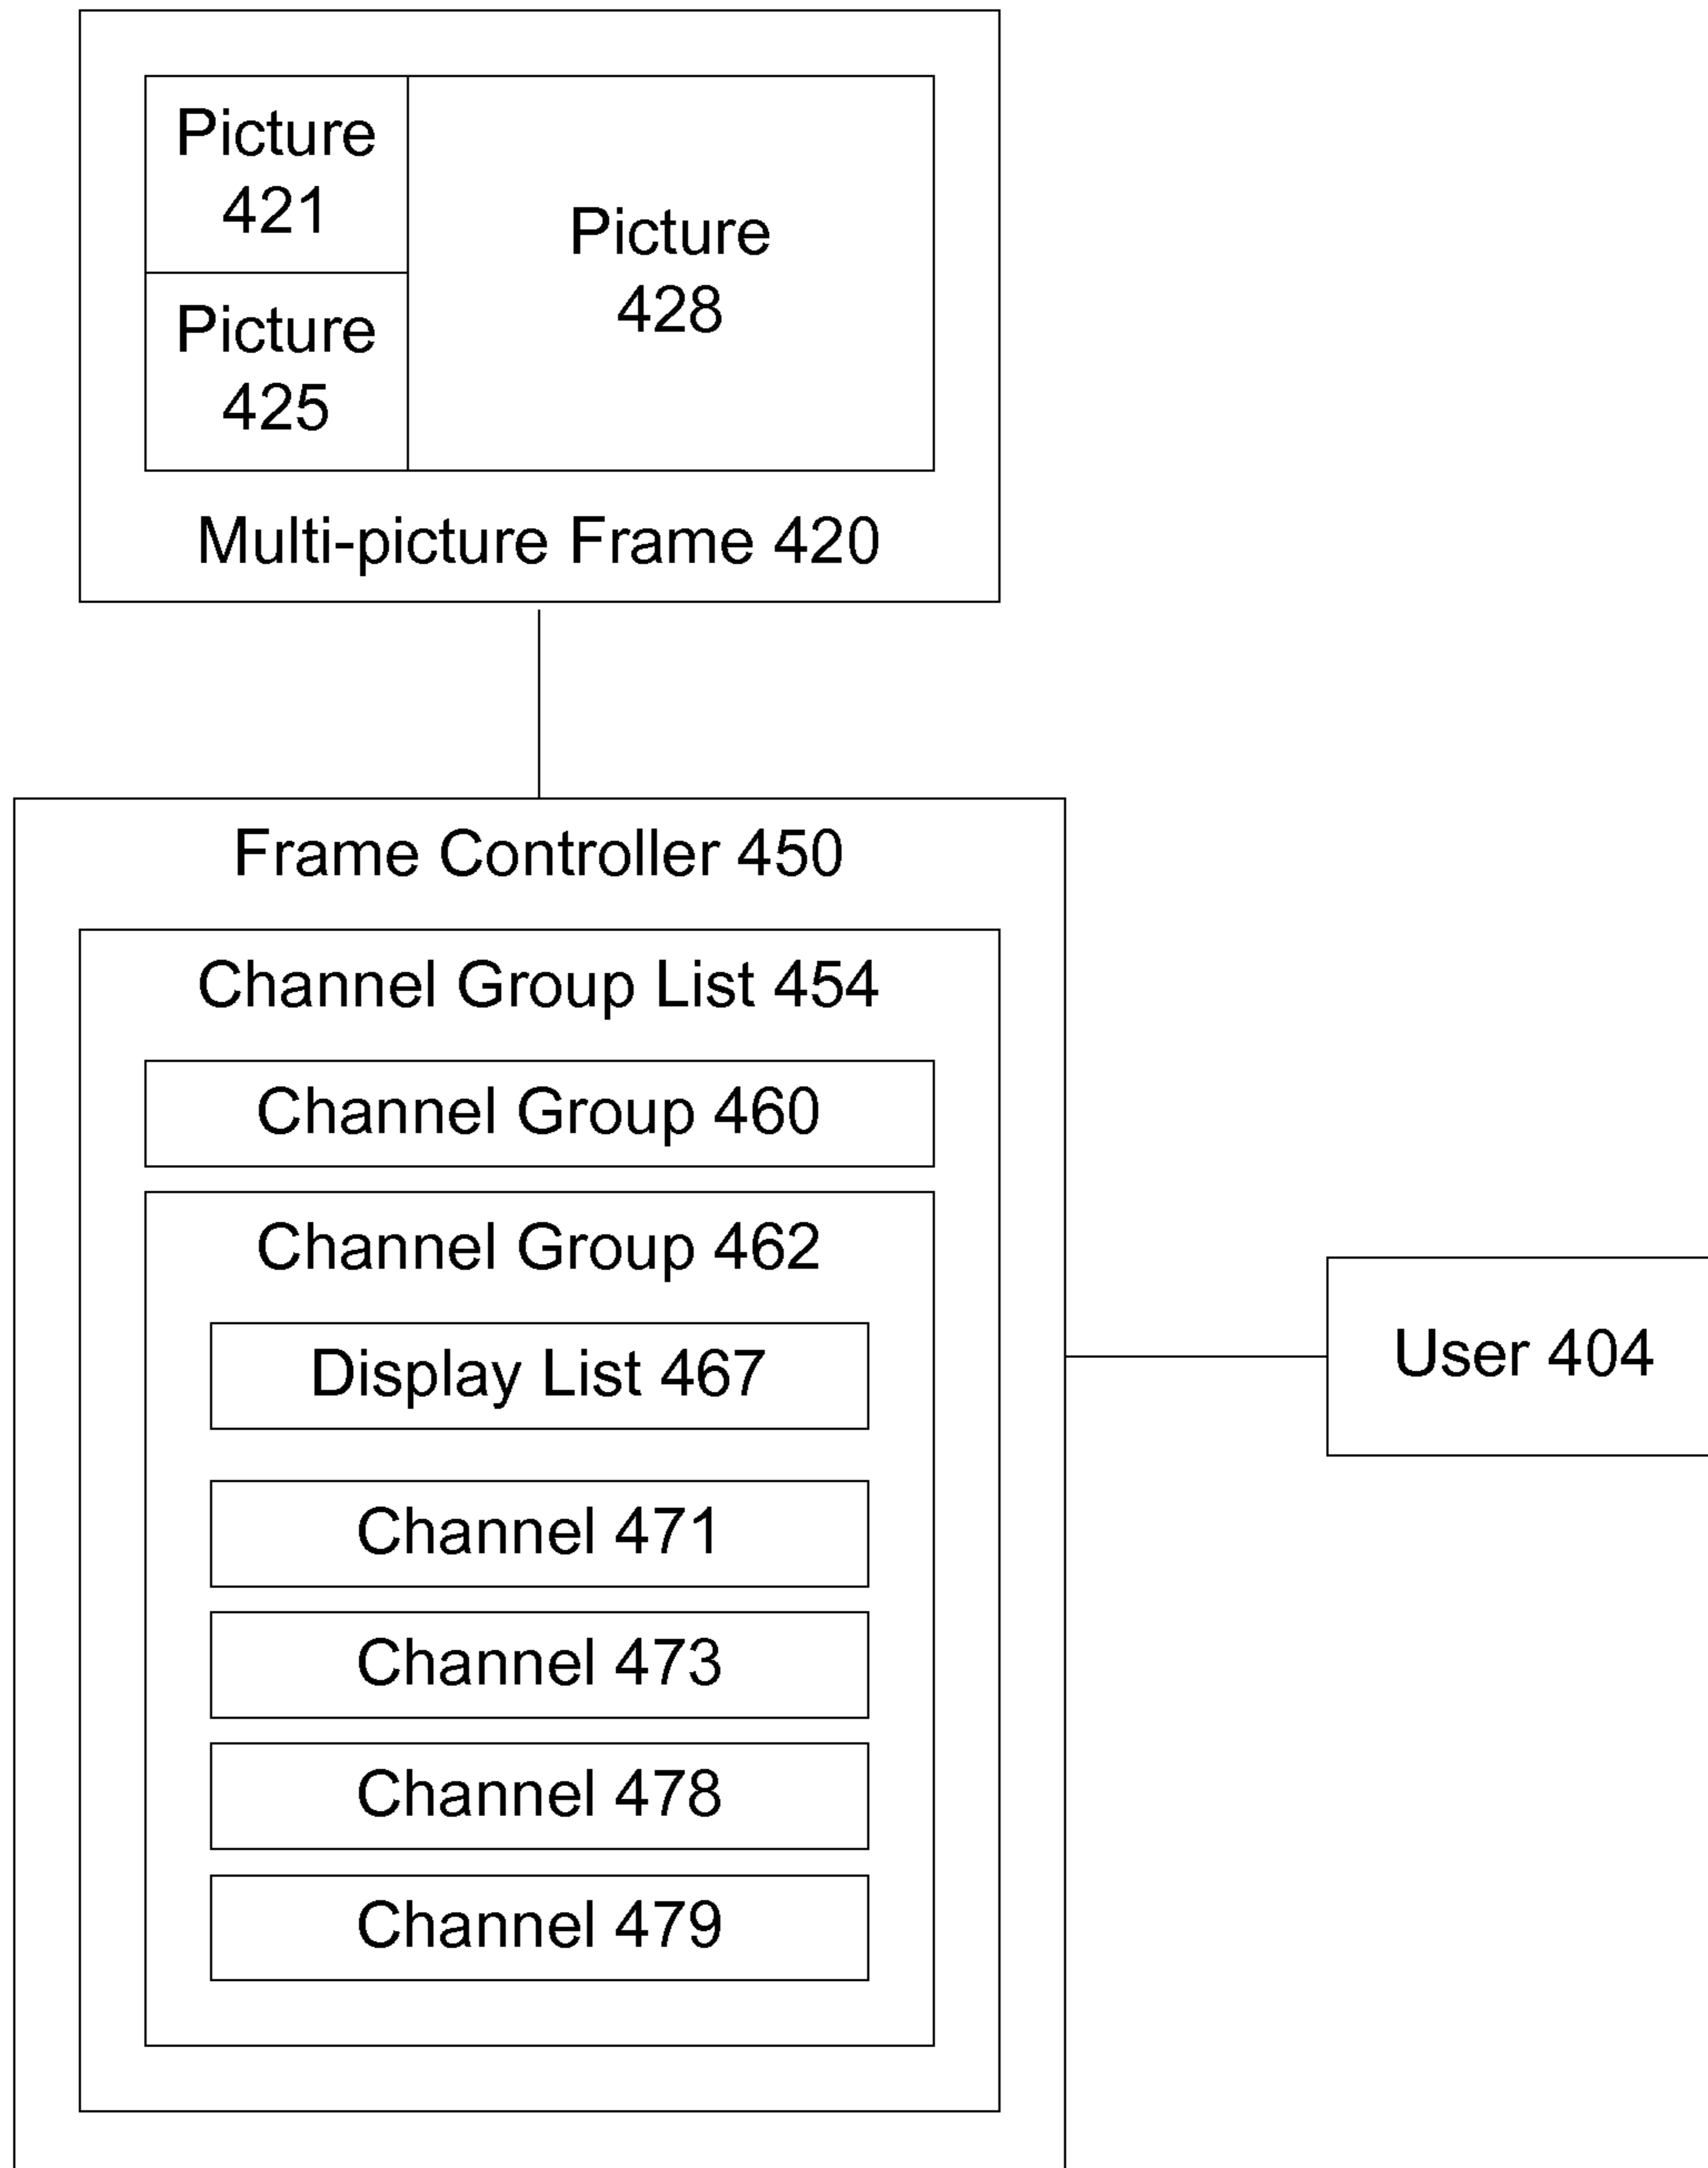 Picture
421
Picture
428
Picture
425
Multi-picture Frame 420
Frame Controller 450
Channel Group List 454
Channel Group 460
Channel Group 462
Display List 467
User 404
Channel 471
Channel 473
Channel 478
Channel 479